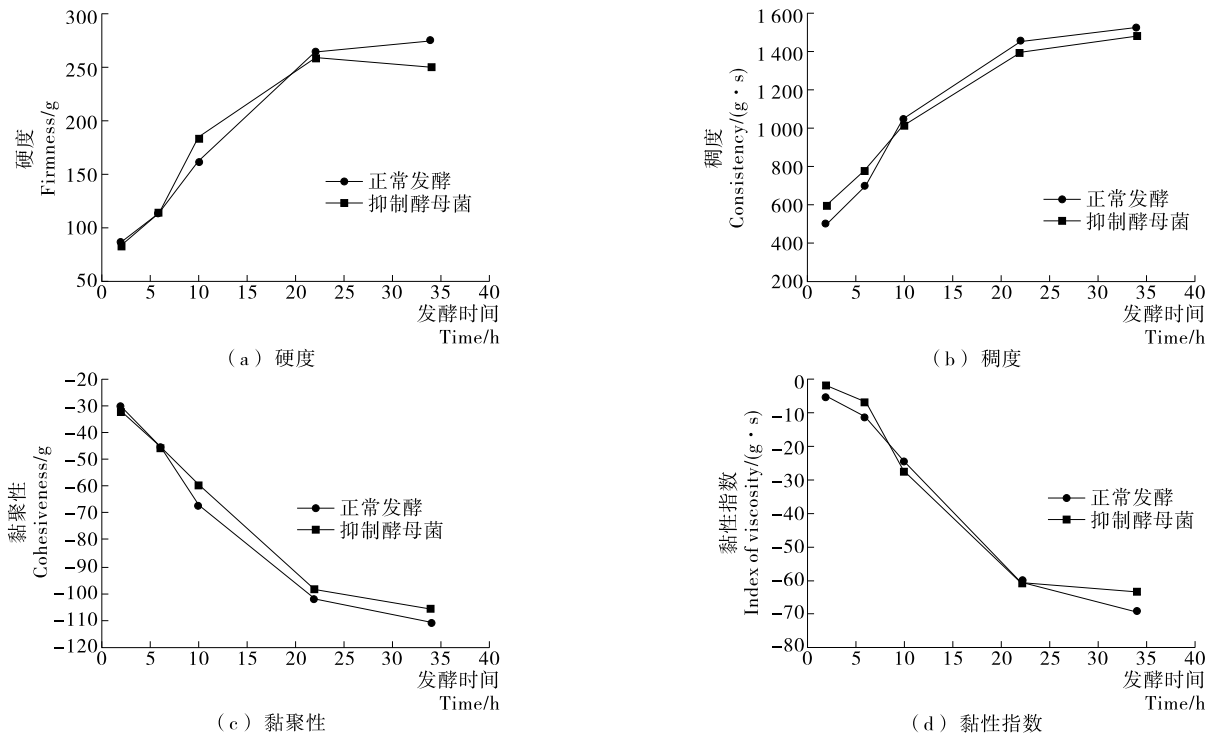 300
250
200
150
100
50
硬度
Firmness/g
正常发酵
抑制酵母菌
0 5 10 15 20 25 30 35 40
发酵时间
Time/h
(a) 硬度
1 600
1 400
1 200
1 000
800
600
400
200
稠度
Consistency/(g·s)
正常发酵
抑制酵母菌
0 5 10 15 20 25 30 35 40
发酵时间
Time/h
(b) 稠度
-20
-30
-40
-50
-60
-70
-80
-90
-100
-110
-120
黏聚性
Cohesiveness/g
正常发酵
抑制酵母菌
0 5 10 15 20 25 30 35 40
发酵时间
Time/h
(c) 黏聚性
0
-10
-20
-30
-40
-50
-60
-70
-80
黏性指数
Index of viscosity/(g·s)
正常发酵
抑制酵母菌
0 5 10 15 20 25 30 35 40
发酵时间
Time/h
(d) 黏性指数